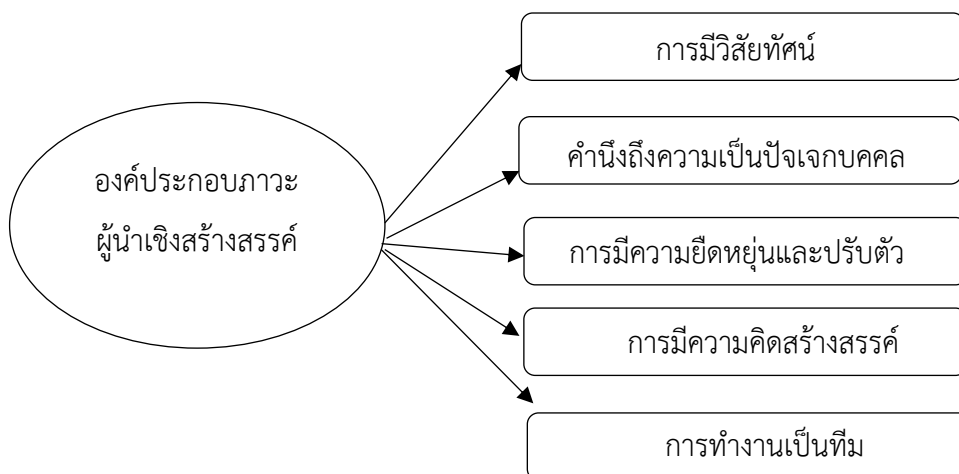 องค์ประกอบภาวะ
ผู้นำเชิงสร้างสรรค์
การมีวิสัยทัศน์
คำนึงถึงความเป็นปัจเจกบคคล
การมีความยืดหยุ่นและปรับตัว
การมีความคิดสร้างสรรค์
การทำงานเป็นทีม